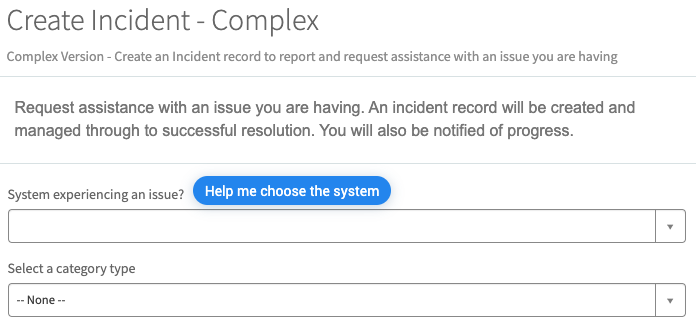 Create Incident - Complex
Complex Version - Create an Incident record to report and request assistance with an issue you are having
Request assistance with an issue you are having. An incident record will be created and
managed through to successful resolution. You will also be notified of progress.
System experiencing an issue? Help me choose the system
Select a category type
-- None --